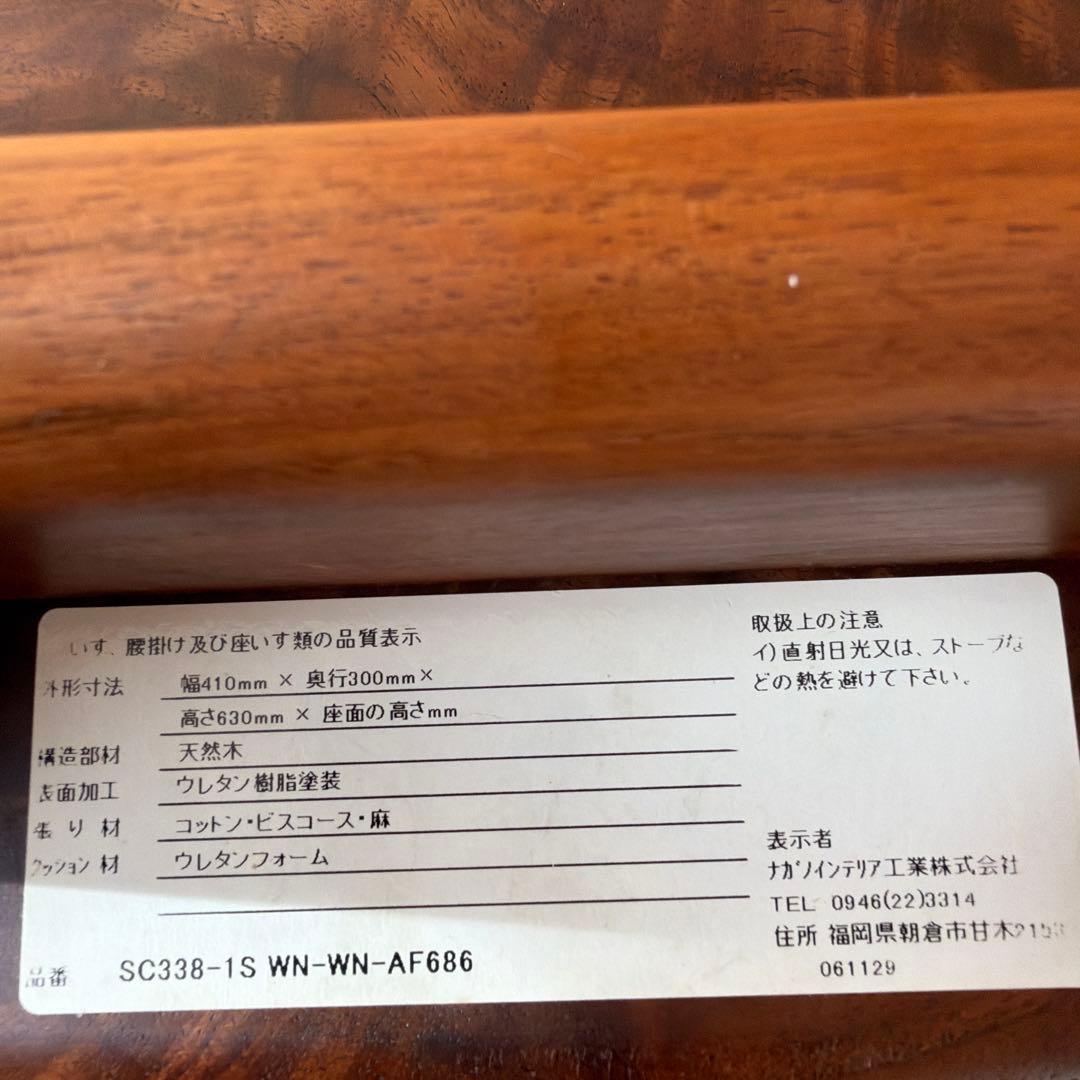 いす、腰掛け及び座いす類の品質表示
外形寸法 幅410mm × 奥行300mm×
高さ630mm × 座面の高さmm
構造部材 天然木
表面加工 ウレタン樹脂塗装
張り材 コットン・ビスコース・麻
クッション材 ウレタンフォーム
品番 SC338-1S WN-WN-AF686
取扱上の注意
イ)直射日光又は、ストーブな
どの熱を避けて下さい。
表示者
ナガノインテリア工業株式会社
TEL 0946(22)3314
住所 福岡県朝倉市甘木
061129